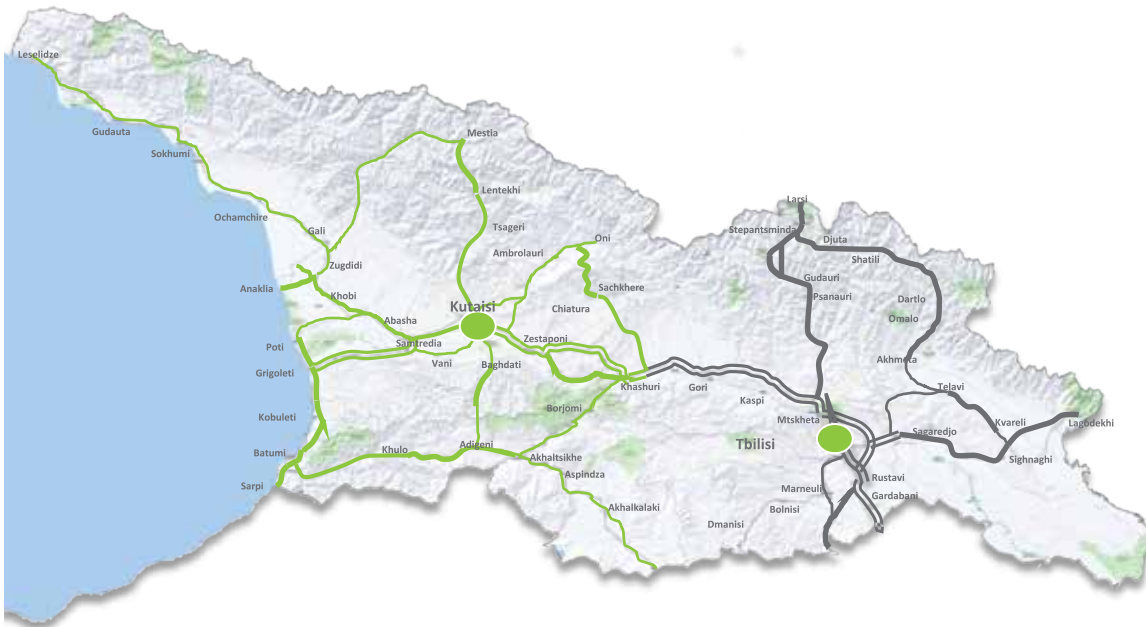 Leselidze
Gudauta
Sokhumi
Mestia
Lentekhi
Larsi
Ochamchire
Gali
Tsageri
Stepantsminda
Oni
Djuta
Ambrolauri
Shatili
Zugdidi
Gudauri
Anaklia
Khobi
Sachkhere
Psanauri
Dartlo
Kutaisi
Chiatura
Abasha
Omalo
Poti
Samtredia
Zestaponi
Vani
Baghdati
Akhmeta
Grigoleti
Khashuri
Gori
Telavi
Kaspi
Kobuleti
Borjomi
Mtskheta
Kvareli
Lagodekhi
Sagaredjo
Tbilisi
Batumi
Khulo
Adigeni
Akhaltsikhe
Sighnaghi
Aspindza
Rustavi
Sarpi
Marneuli
Gardabani
Akhalkalaki
Bolnisi
Dmanisi